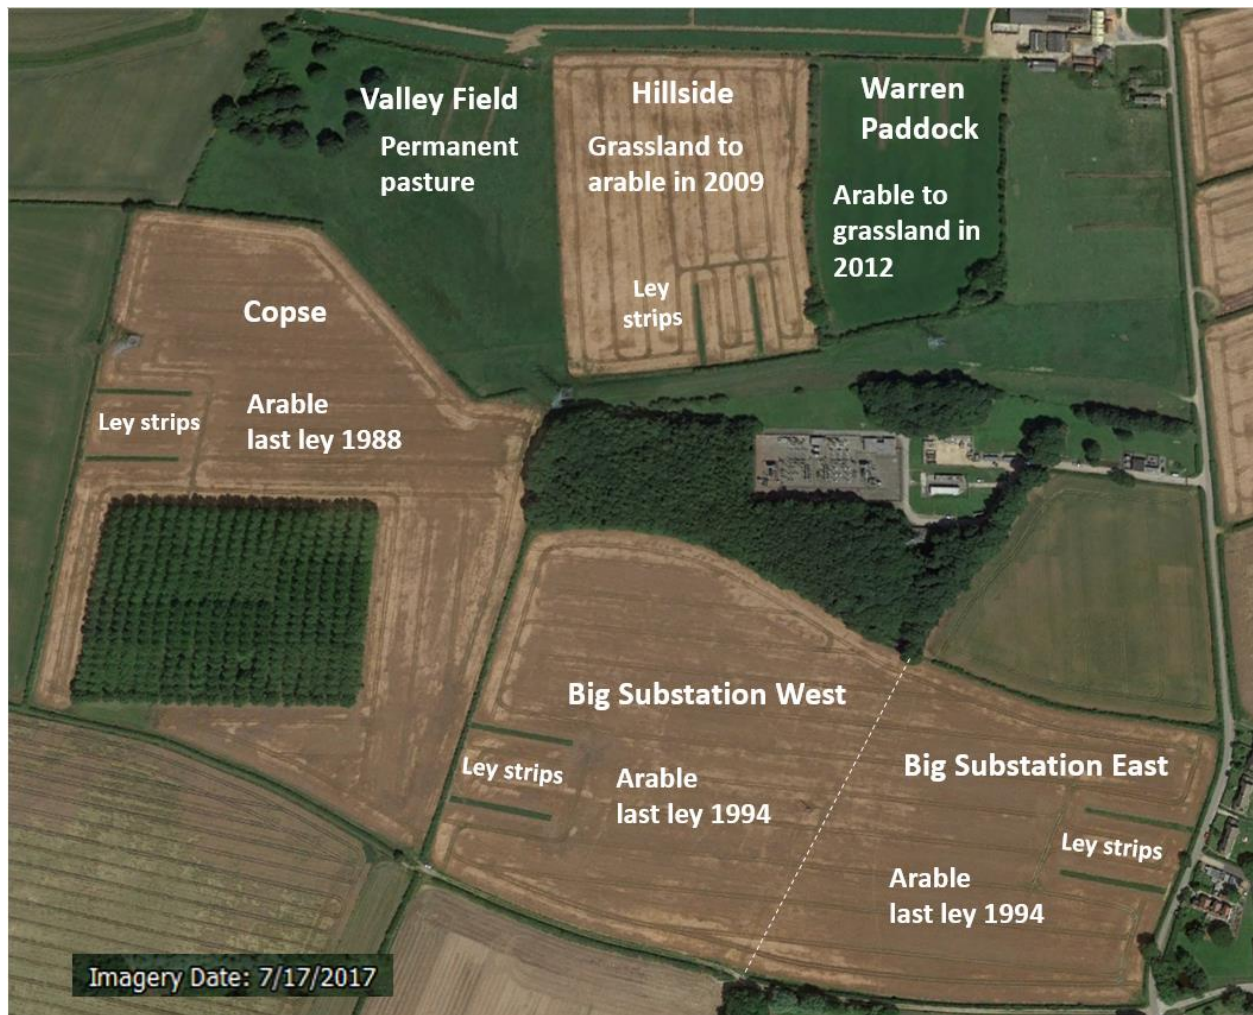 Valley Field
Permanent
pasture
Hillside
Grassland to
arable in 2009
Ley
strips
Warren
Paddock
Arable to
grassland in
2012
Copse
Arable
last ley 1988
Ley strips
Big Substation West
Ley strips
Arable
last ley 1994
Big Substation East
Ley strips
Arable
last ley 1994
Imagery Date: 7/17/2017